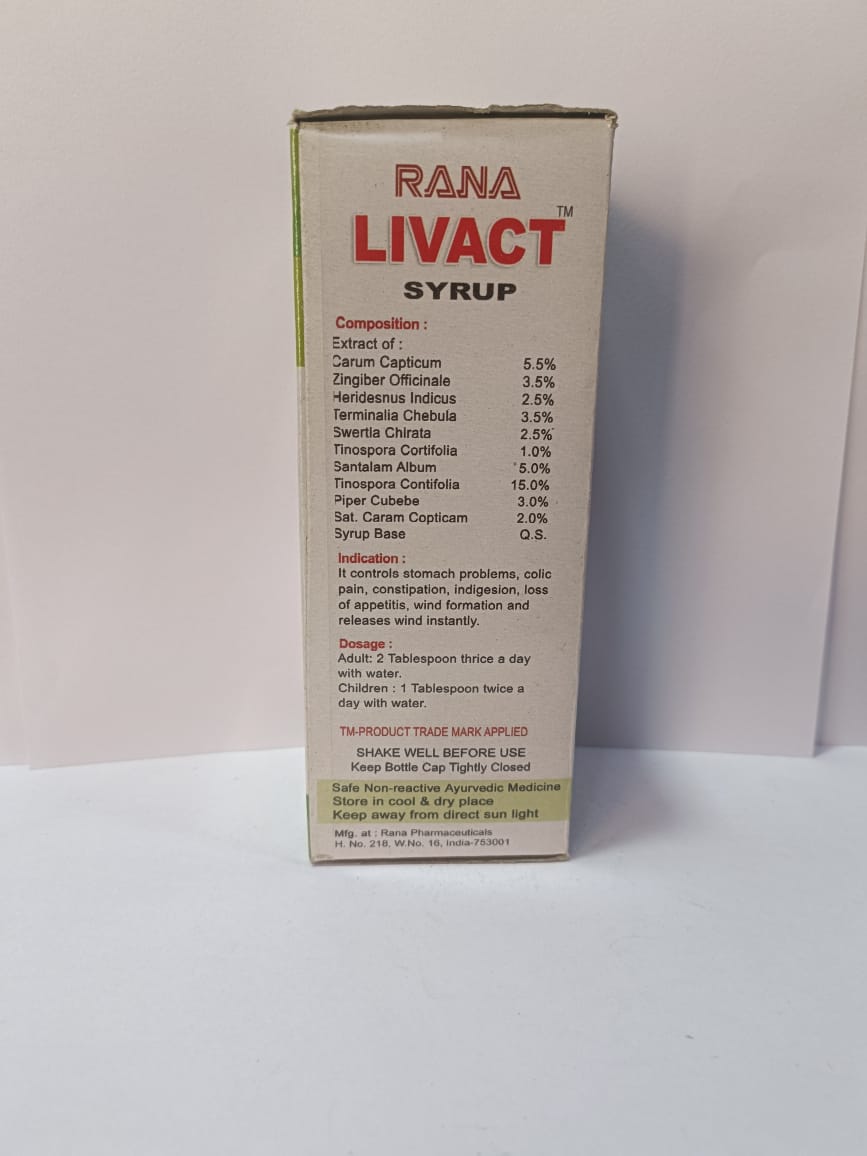 RANA
LIVACT TM
SYRUP
Composition :
Extract of :
Carum Capticum 5.5%
Zingiber Officinale 3.5%
Heridesnus Indicus 2.5%
Terminalia Chebula 3.5%
Swertia Chirata 2.5%
Tinospora Cortifolia 1.0%
Santalam Album 5.0%
Tinospora Contifolia 15.0%
Piper Cubebe 3.0%
Sat. Caram Copticam 2.0%
Syrup Base Q.S.
Indication :
It controls stomach problems, colic
pain, constipation, indigesion, loss
of appetitis, wind formation and
releases wind instantly.
Dosage :
Adult: 2 Tablespoon thrice a day
with water.
Children : 1 Tablespoon twice a
day with water.
TM-PRODUCT TRADE MARK APPLIED
SHAKE WELL BEFORE USE
Keep Bottle Cap Tightly Closed
Safe Non-reactive Ayurvedic Medicine
Store in cool & dry place
Keep away from direct sun light
Mfg. at : Rana Pharmaceuticals
H. No. 218, W.No. 16, India-753001